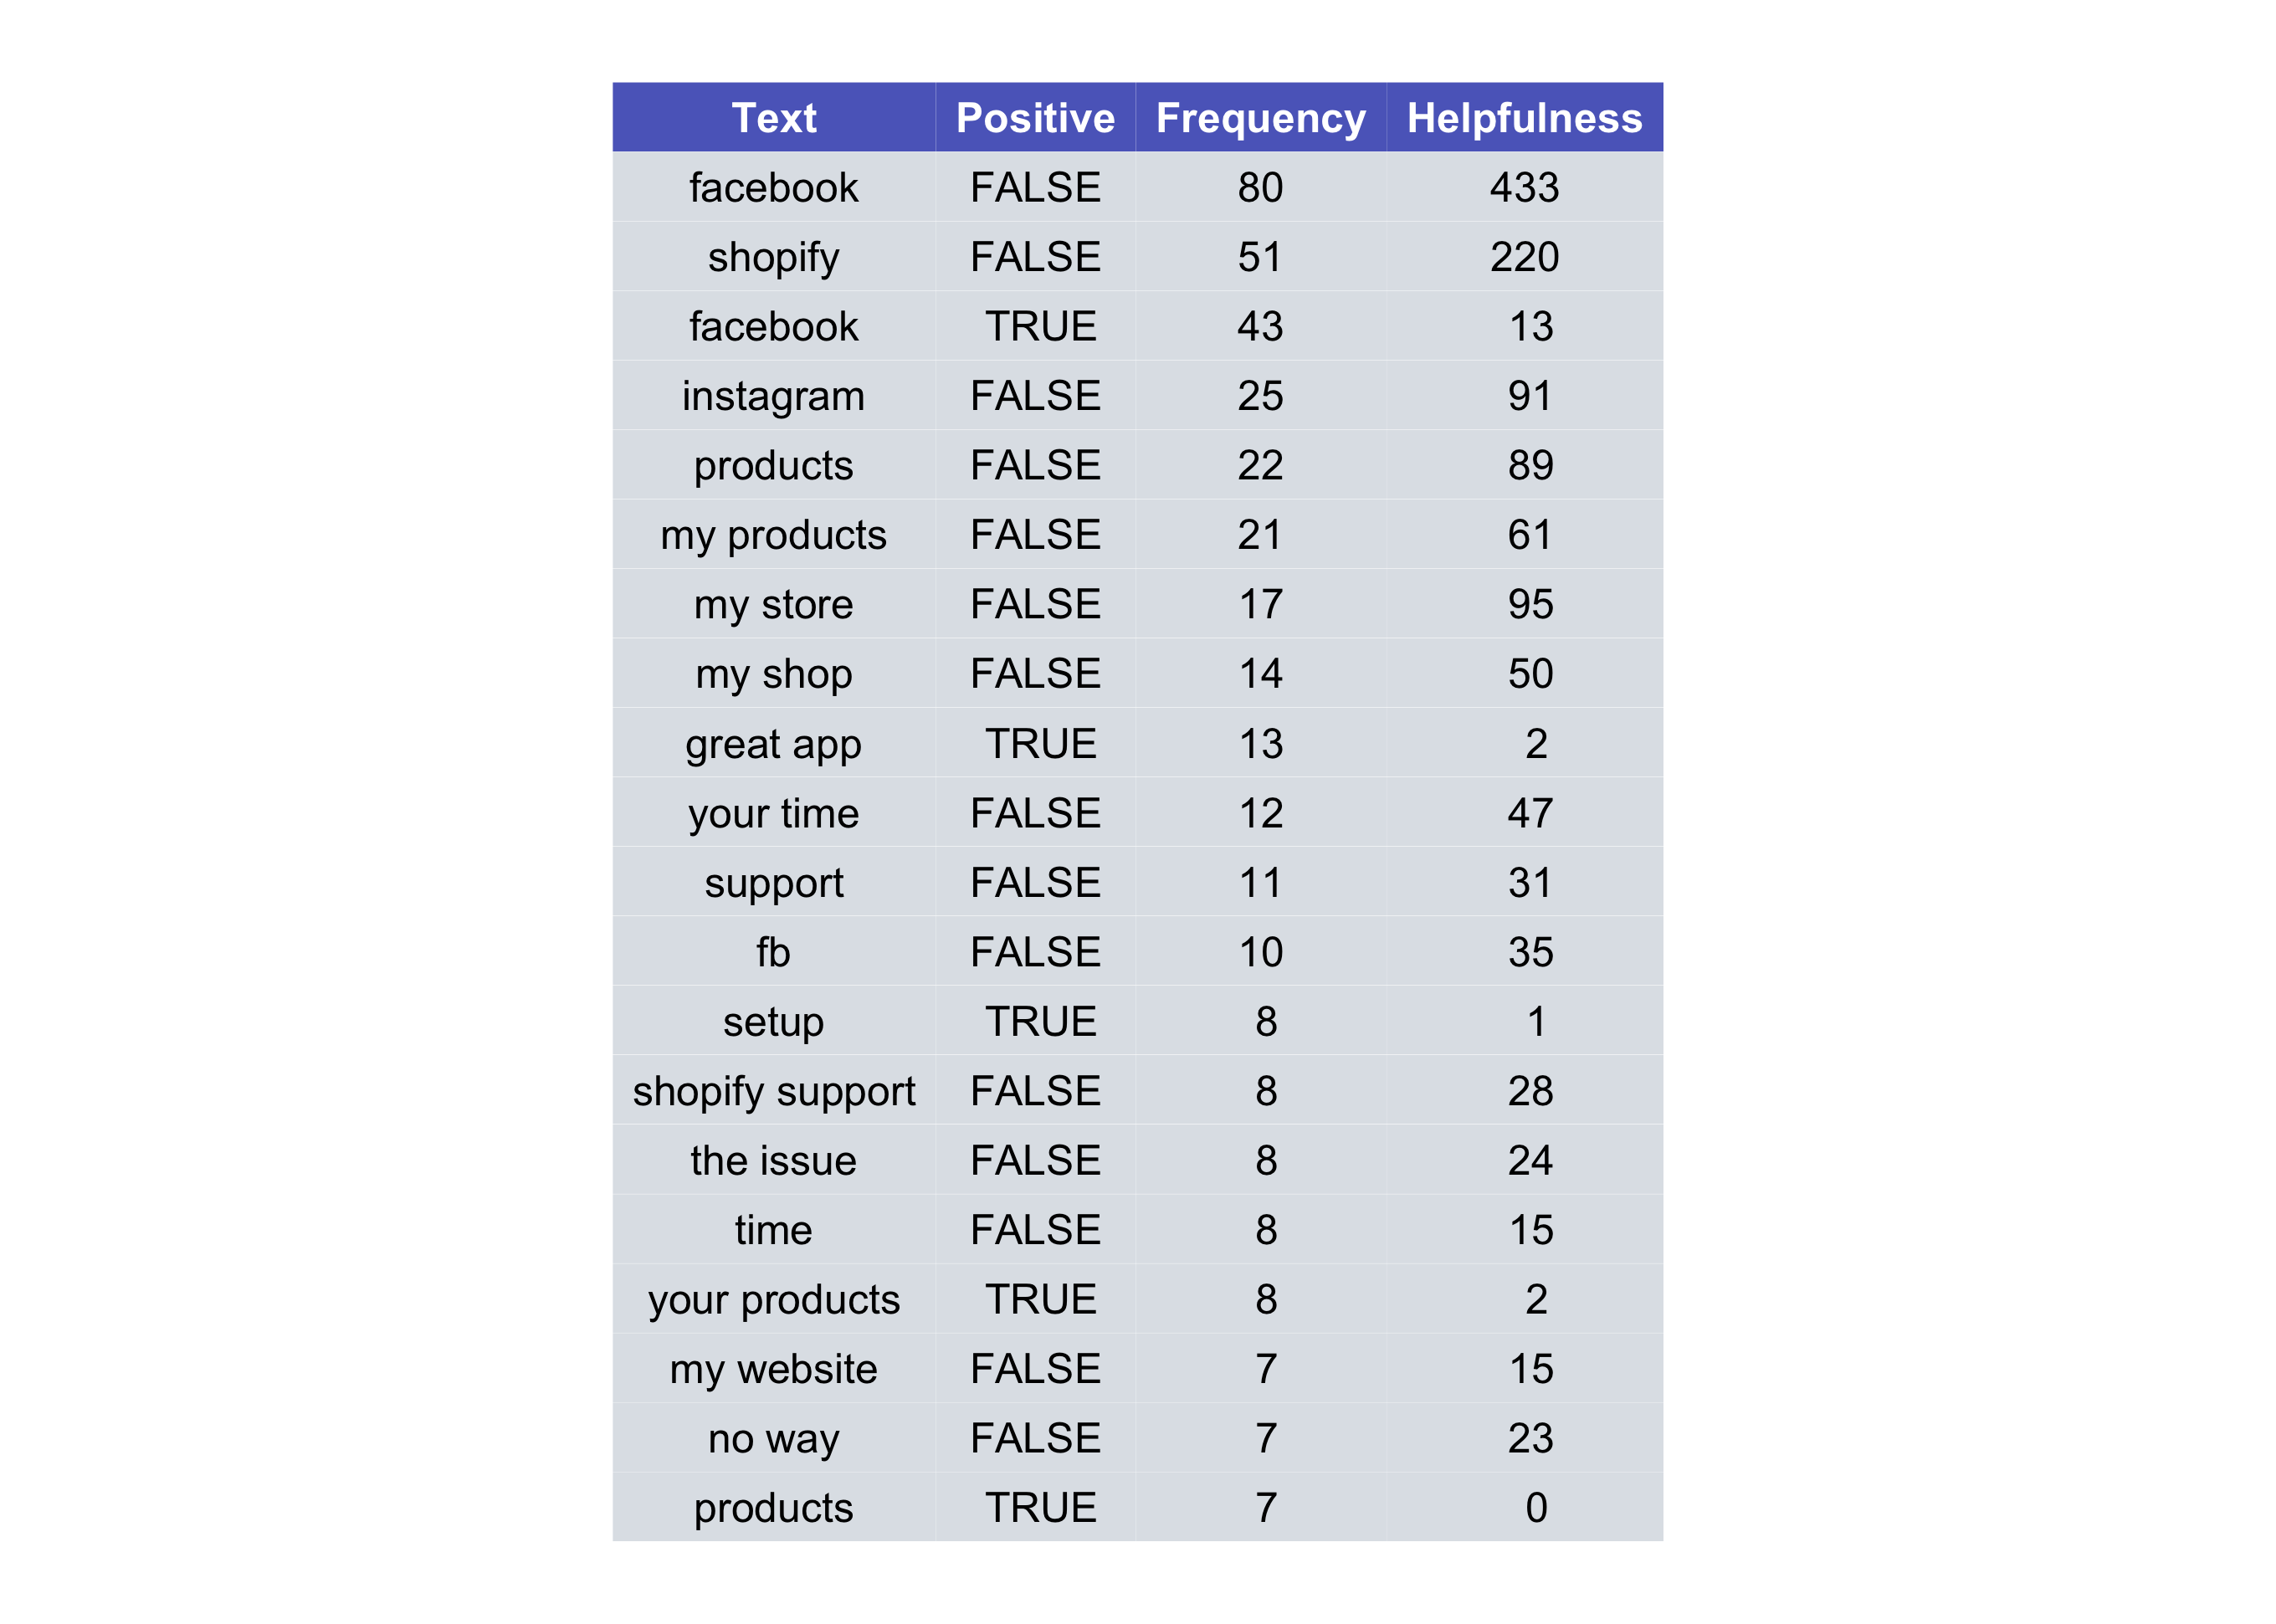 Text Positive Frequency Helpfulness
facebook FALSE 80 433
shopify FALSE 51 220
facebook TRUE 43 13
instagram FALSE 25 91
products FALSE 22 89
my products FALSE 21 61
my store FALSE 17 95
my shop FALSE 14 50
great app TRUE 13 2
your time FALSE 12 47
support FALSE 11 31
fb FALSE 10 35
setup TRUE 8 1
shopify support FALSE 8 28
the issue FALSE 8 24
time FALSE 8 15
your products TRUE 8 2
my website FALSE 7 15
no way FALSE 7 23
products TRUE 7 0